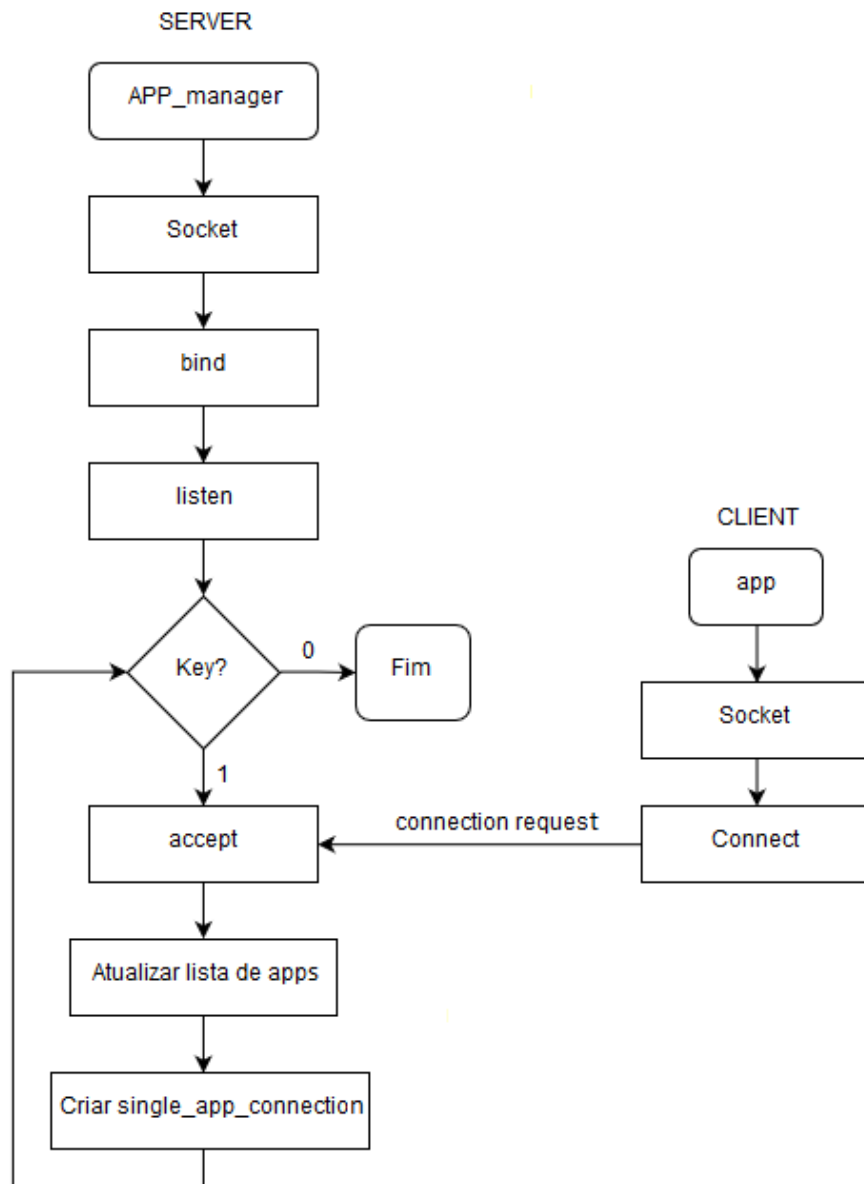 SERVER
APP_manager
Socket
bind
listen
Key?
0
Fim
1
accept
Atualizar lista de apps
Criar single_app_connection
CLIENT
app
Socket
Connect
connection request